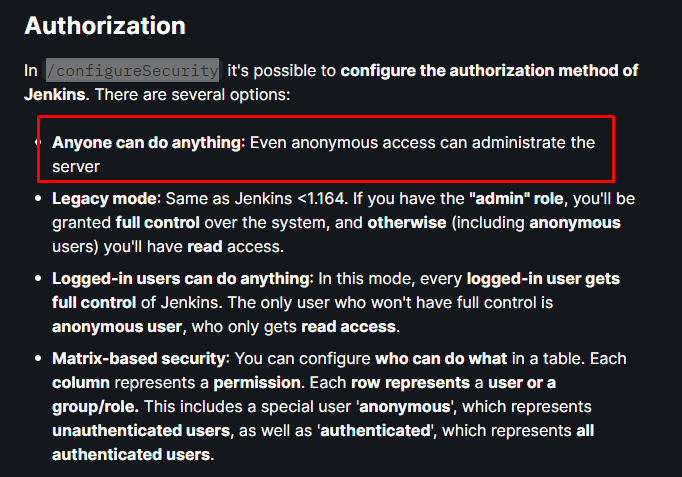 Authorization
In /configureSecurity it's possible to configure the authorization method of
Jenkins. There are several options:
• Anyone can do anything: Even anonymous access can administrate the
server
• Legacy mode: Same as Jenkins <1.164. If you have the "admin" role, you'll be
granted full control over the system, and otherwise (including anonymous
users) you'll have read access.
• Logged-in users can do anything: In this mode, every logged-in user gets
full control of Jenkins. The only user who won't have full control is
anonymous user, who only gets read access.
• Matrix-based security: You can configure who can do what in a table. Each
column represents a permission. Each row represents a user or a
group/role. This includes a special user 'anonymous', which represents
unauthenticated users, as well as 'authenticated', which represents all
authenticated users.